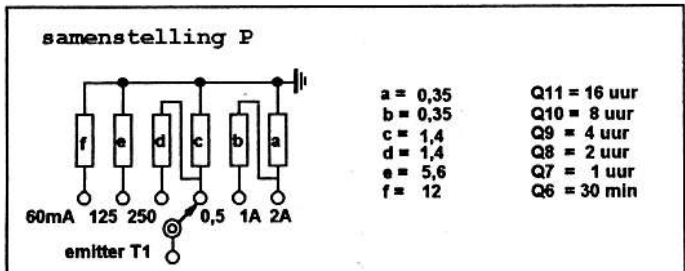 samenstelling P
f e d c b a
60mA 125 250 0,5 1A 2A
emitter T1
a = 0,35
b = 0,35
c = 1,4
d = 1,4
e = 5,6
f = 12
Q11 = 16 uur
Q10 = 8 uur
Q9 = 4 uur
Q8 = 2 uur
Q7 = 1 uur
Q6 = 30 min